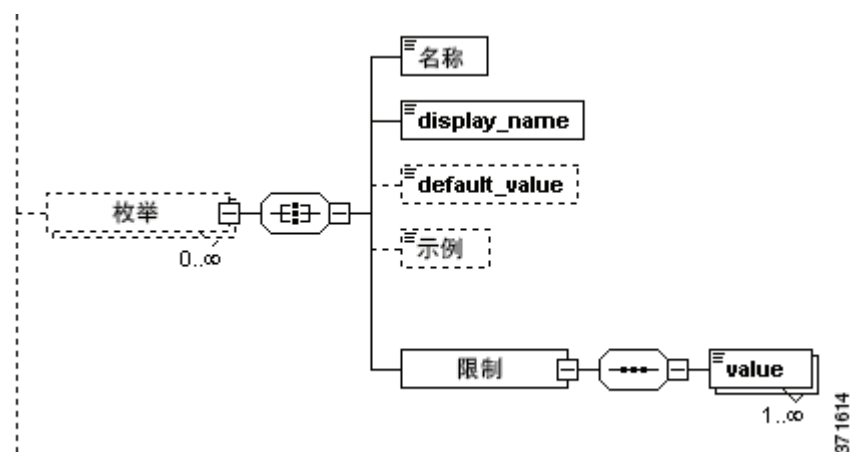 名称
display_name
default_value
枚举
0..∞
示例
限制
value
1..∞
371614